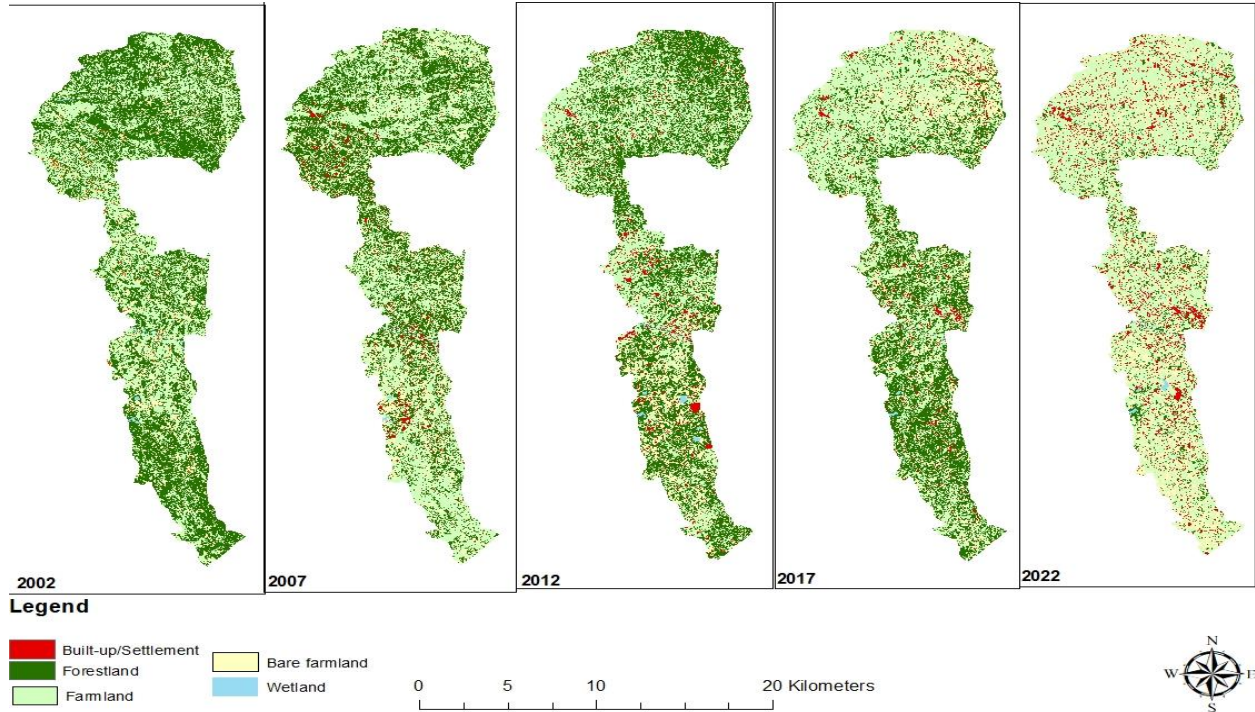 2002
2007
2012
2017
2022
Legend
Built-up/Settlement
Forestland
Farmland
Bare farmland
Wetland
0 5 10 20 Kilometers
N
W E
S